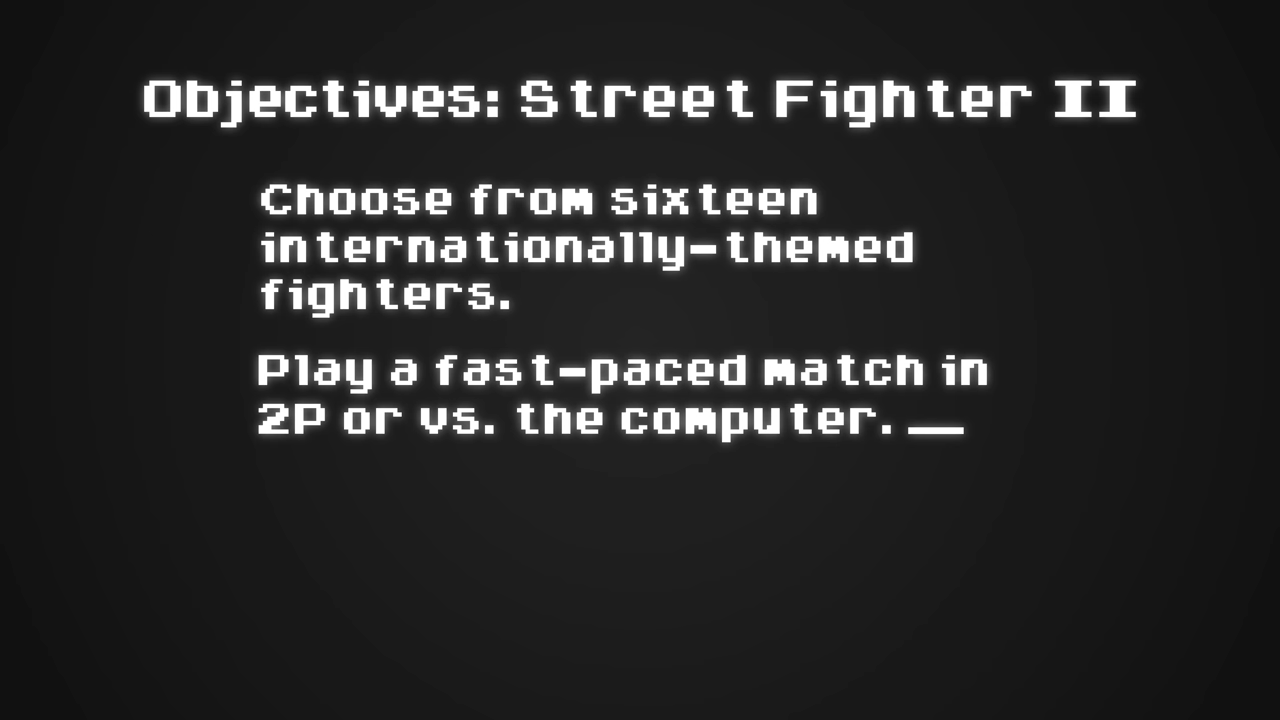 Objectives: Street Fighter II
Choose from sixteen
internationally-themed
fighters.
Play a fast-paced match in
2P or vs. the computer.